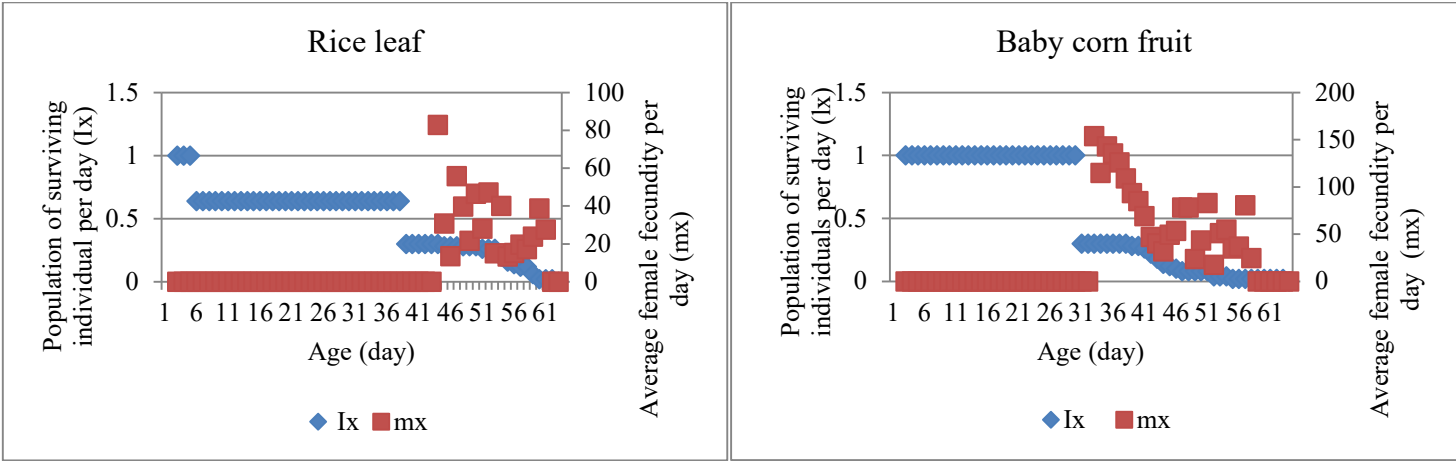 Rice leaf
Population of surviving
individual per day (Ix)
1.5
1
0.5
0
100
80
60
40
20
0
Average female fecundity per
day (mx)
1 6 11 16 21 26 31 36 41 46 51 56 61
Age (day)
Ix mx
Baby corn fruit
Population of surviving
individuals per day (lx)
1.5
1
0.5
0
200
150
100
50
0
Average female fecundity per
day (mx)
1 6 11 16 21 26 31 36 41 46 51 56 61
Age (day)
Ix mx